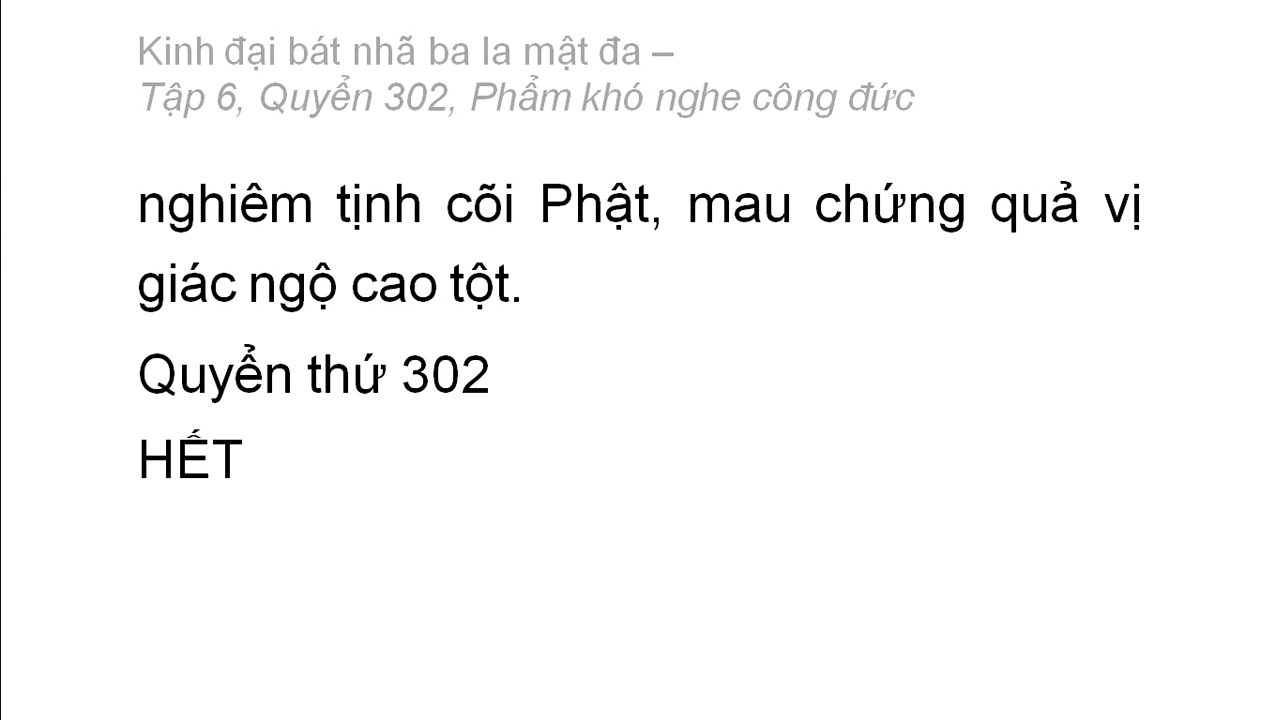 Kinh đại bát nhã ba la mật đa –
Tập 6, Quyển 302, Phẩm khó nghe công đức
nghiêm tịnh cõi Phật, mau chứng quả vị
giác ngộ cao tột.
Quyển thứ 302
HẾT